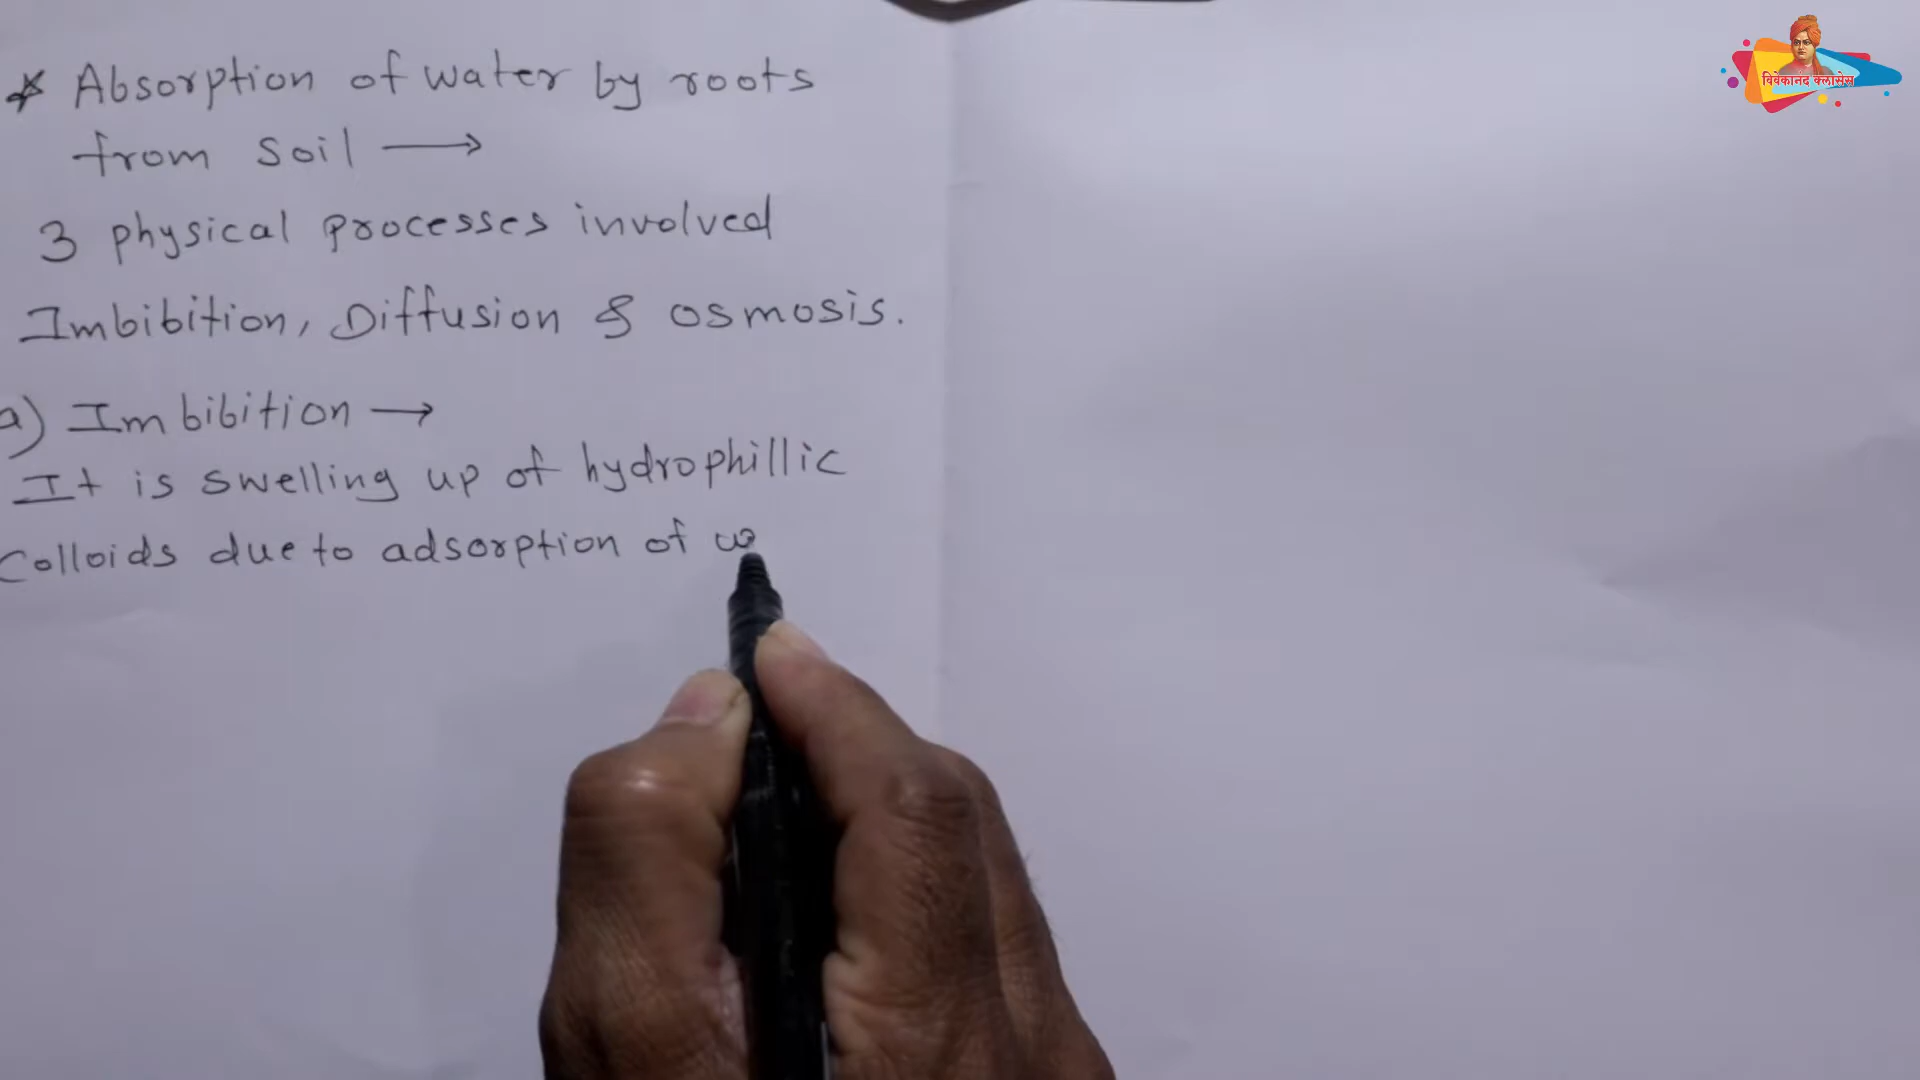 * Absorption of water by roots
from soil →
3 physical processes involved
Imbibition, Diffusion & osmosis.
a) Imbibition →
It is swelling up of hydrophillic
Colloids due to adsorption of
विवेकानंद क्लासेस